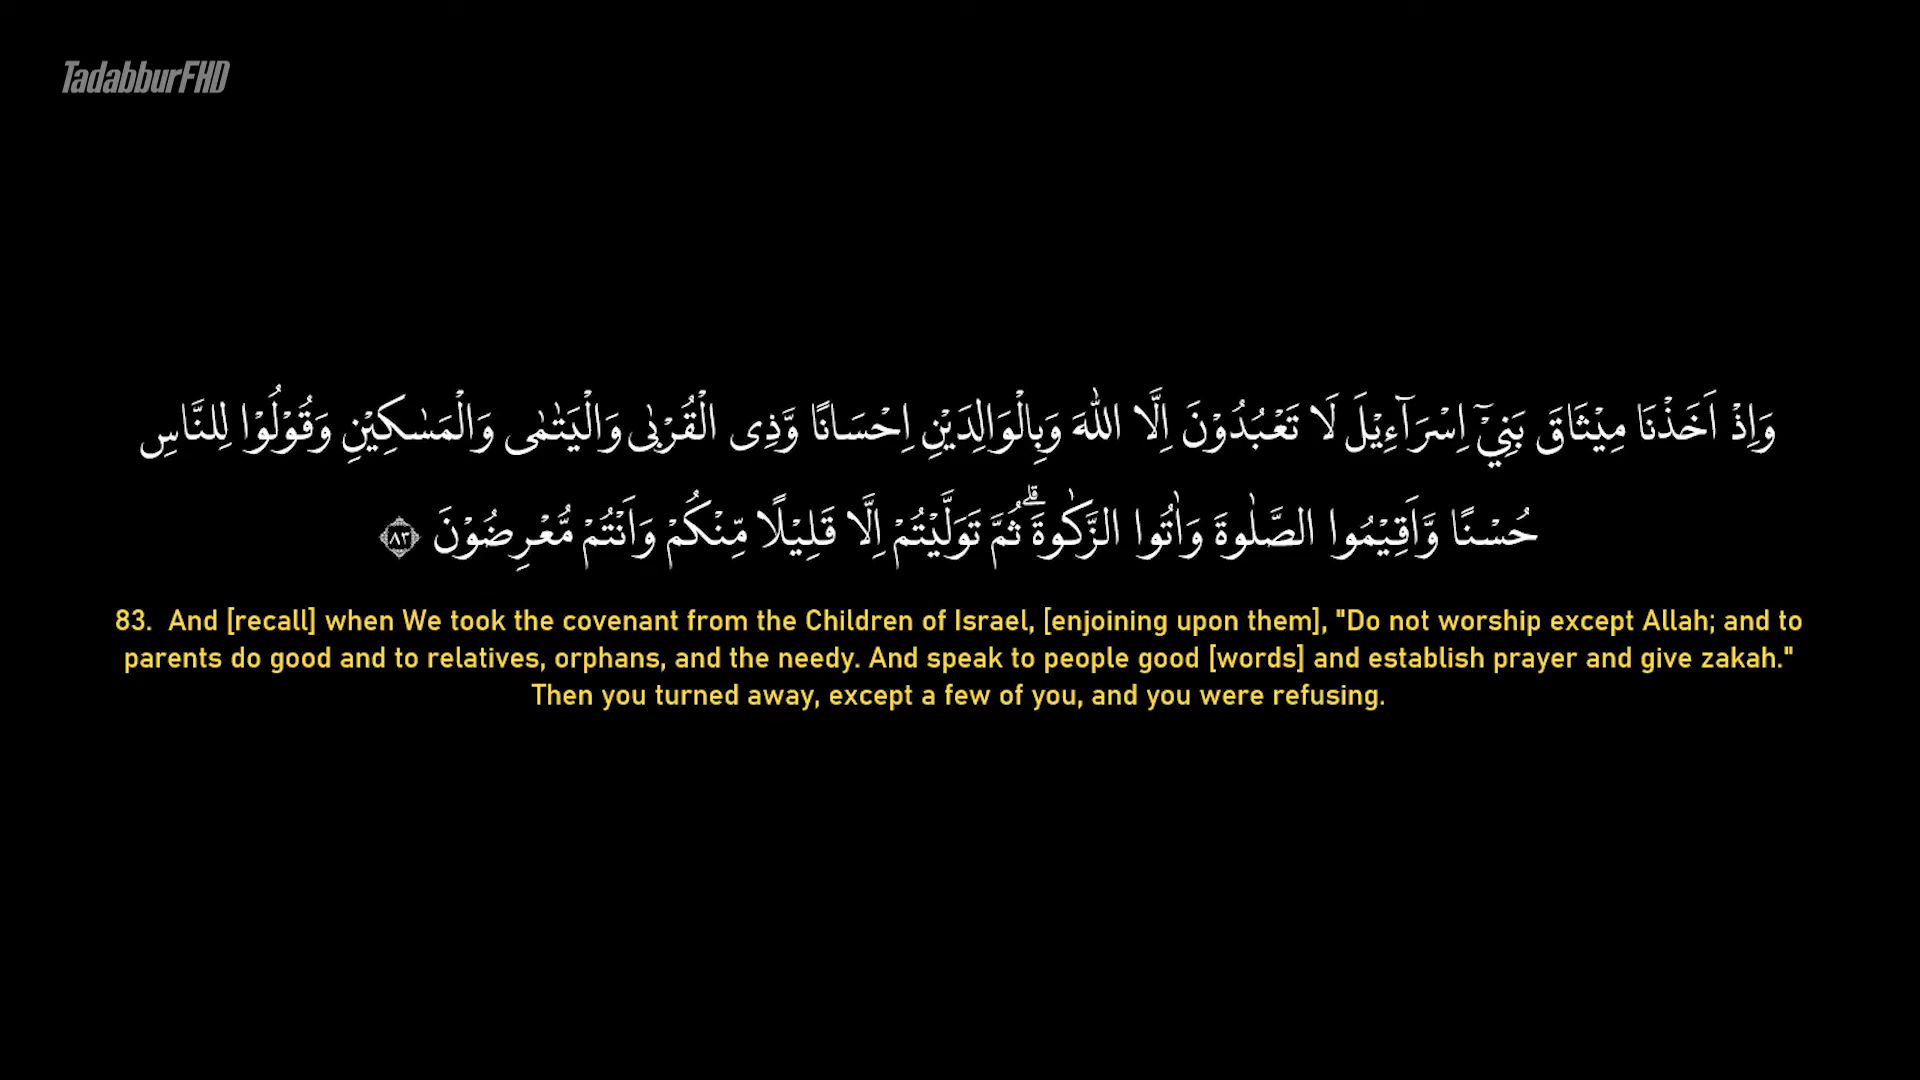 TadabburFHD
وَاِذْ اَخَذْنَا مِيْثَاقَ بَنِيْٓ اِسْرَآءِيْلَ لَا تَعْبُدُوْنَ اِلَّا اللّٰهَ وَبِالْوَالِدَيْنِ اِحْسَانًا وَّذِى الْقُرْبٰى وَالْيَتٰمٰى وَالْمَسٰكِيْنِ وَقُوْلُوْا لِلنَّاسِ
حُسْنًا وَّاَقِيْمُوا الصَّلٰوةَ وَاٰتُوا الزَّكٰوةَۗ ثُمَّ تَوَلَّيْتُمْ اِلَّا قَلِيْلًا مِّنْكُمْ وَاَنْتُمْ مُّعْرِضُوْنَ ٨٣
83. And [recall] when We took the covenant from the Children of Israel, [enjoining upon them], "Do not worship except Allah; and to
parents do good and to relatives, orphans, and the needy. And speak to people good [words] and establish prayer and give zakah."
Then you turned away, except a few of you, and you were refusing.